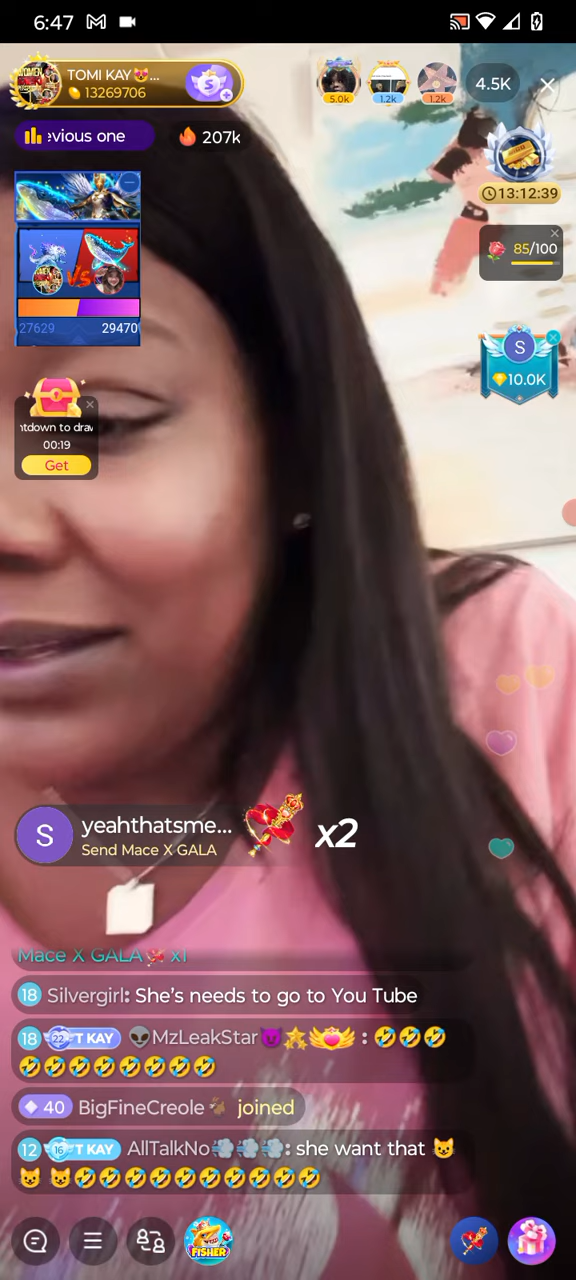 6:47
TOMI KAY😻...
13269706
5.0k
1.2k
1.2k
4.5K
evious one
207k
13:12:39
85/100
VS
27629
29470
S
10.0K
ntdown to draw
00:19
Get
S
yeahthatsme...
Send Mace X GALA
x2
Mace X GALA x1
18 Silvergirl: She's needs to go to You Tube
18 22 T KAY 👽MzLeakStar😈🌟 : 🤣🤣🤣
🤣🤣🤣🤣🤣🤣🤣🤣
40 BigFineCreole joined
12 16 T KAY AllTalkNo💨💨💨: she want that 😺
😺 😺🤣🤣🤣🤣🤣🤣🤣🤣🤣🤣
FISHER